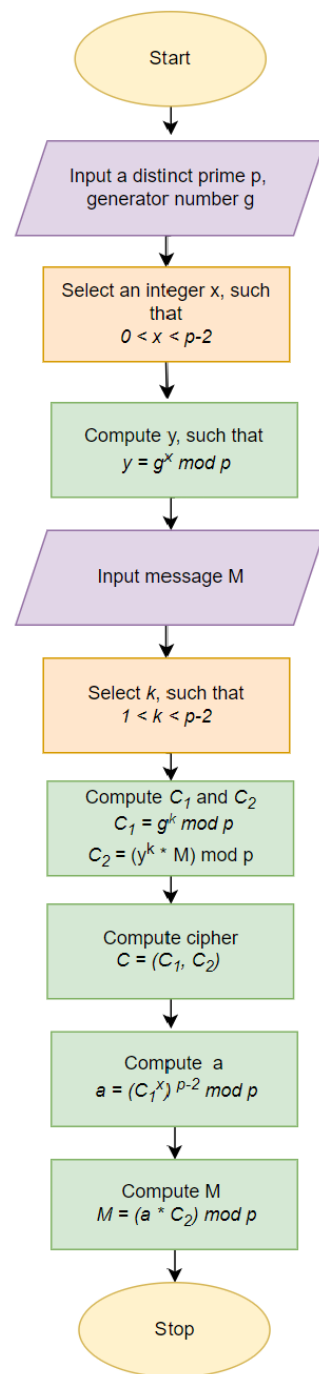 Start
Input a distinct prime p,
generator number g
Select an integer x, such
that
0 < x < p-2
Compute y, such that
y = g^x mod p
Input message M
Select k, such that
1 < k < p-2
Compute C₁ and C₂
C₁ = g^k mod p
C₂ = (y^k * M) mod p
Compute cipher
C = (C₁, C₂)
Compute a
a = (C₁^x)^p-2 mod p
Compute M
M = (a * C₂) mod p
Stop